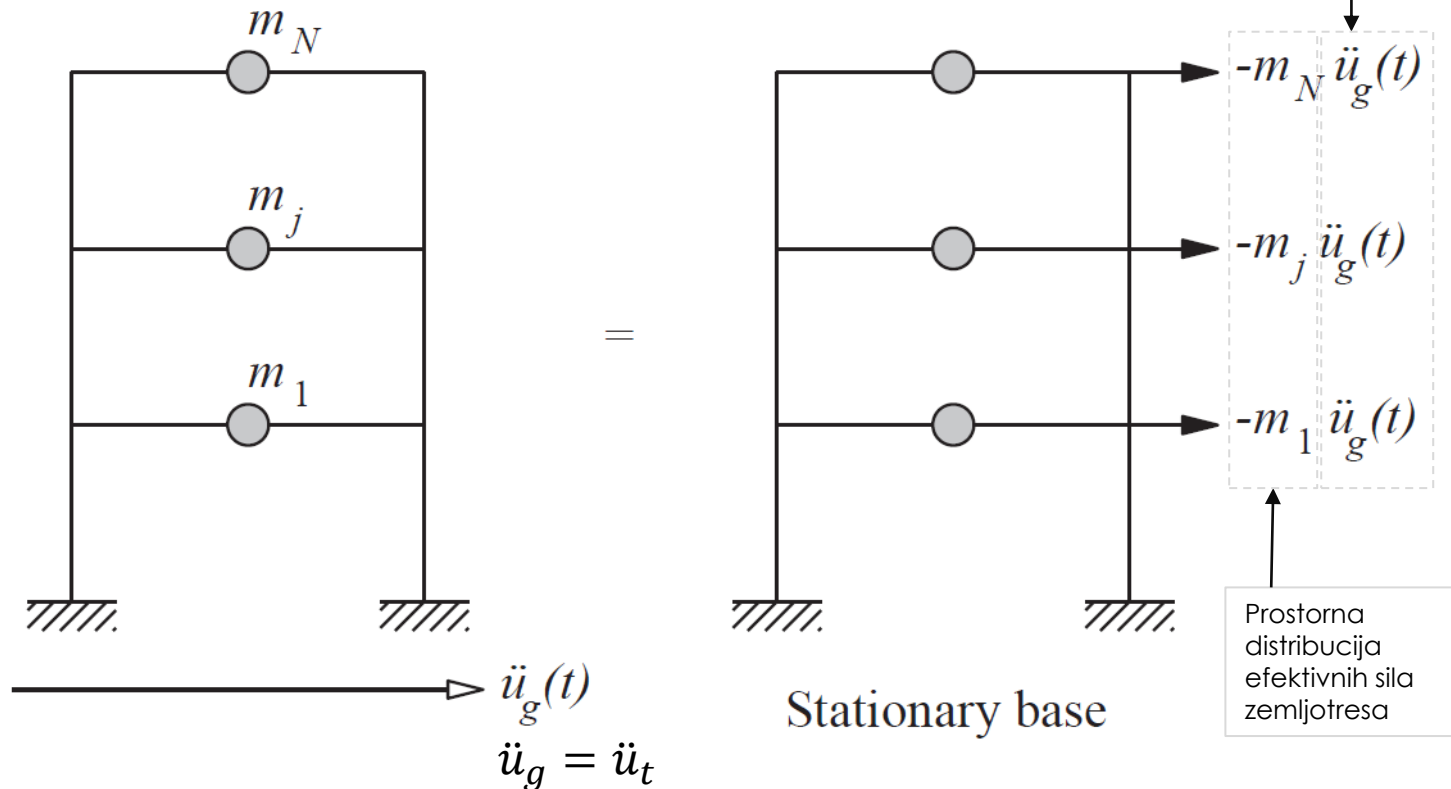 m_N
-m_N ü_g(t)
m_j
-m_j ü_g(t)
=
m_1
-m_1 ü_g(t)
Prostorna
distribucija
efektivnih sila
zemljotresa
ü_g(t)
Stationary base
ü_g = ü_t